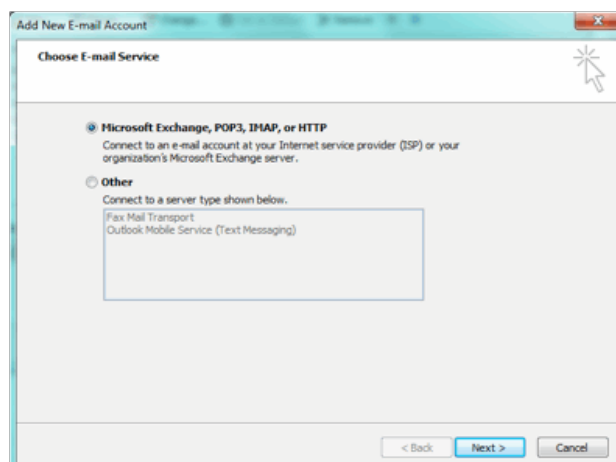 Add New E-mail Account
Choose E-mail Service
Microsoft Exchange, POP3, IMAP, or HTTP
Connect to an e-mail account at your Internet service provider (ISP) or your
organization's Microsoft Exchange server.
Other
Connect to a server type shown below.
Fax Mail Transport
Outlook Mobile Service (Text Messaging)
< Back Next > Cancel